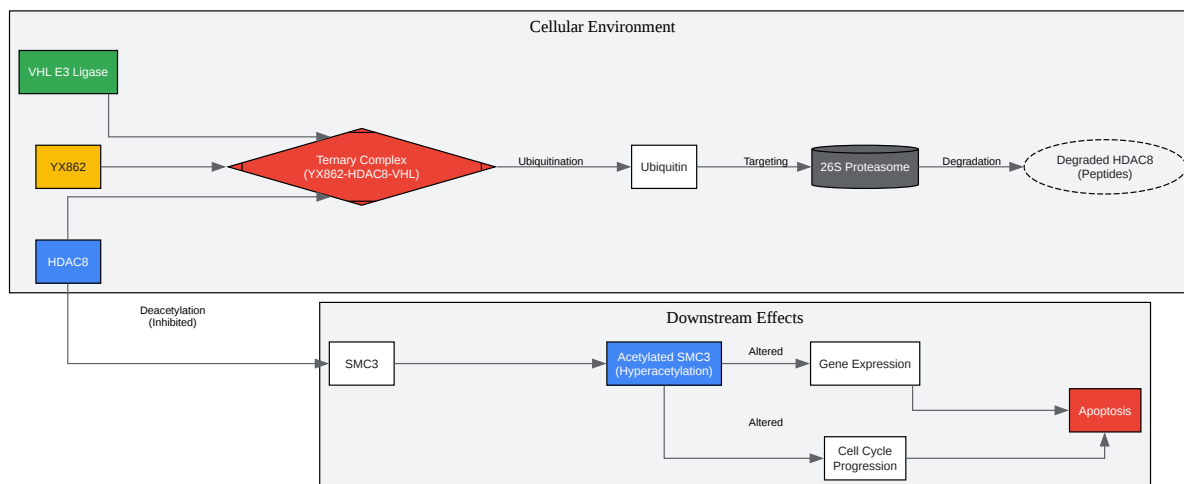 Cellular Environment
VHL E3 Ligase
YX862
Ternary Complex
(YX862-HDAC8-VHL)
Ubiquitination
Ubiquitin
Targeting
26S Proteasome
Degradation
Degraded HDAC8
(Peptides)
HDAC8
Deacetylation
(Inhibited)
Downstream Effects
SMC3
Acetylated SMC3
(Hyperacetylation)
Altered
Gene Expression
Apoptosis
Altered
Cell Cycle
Progression